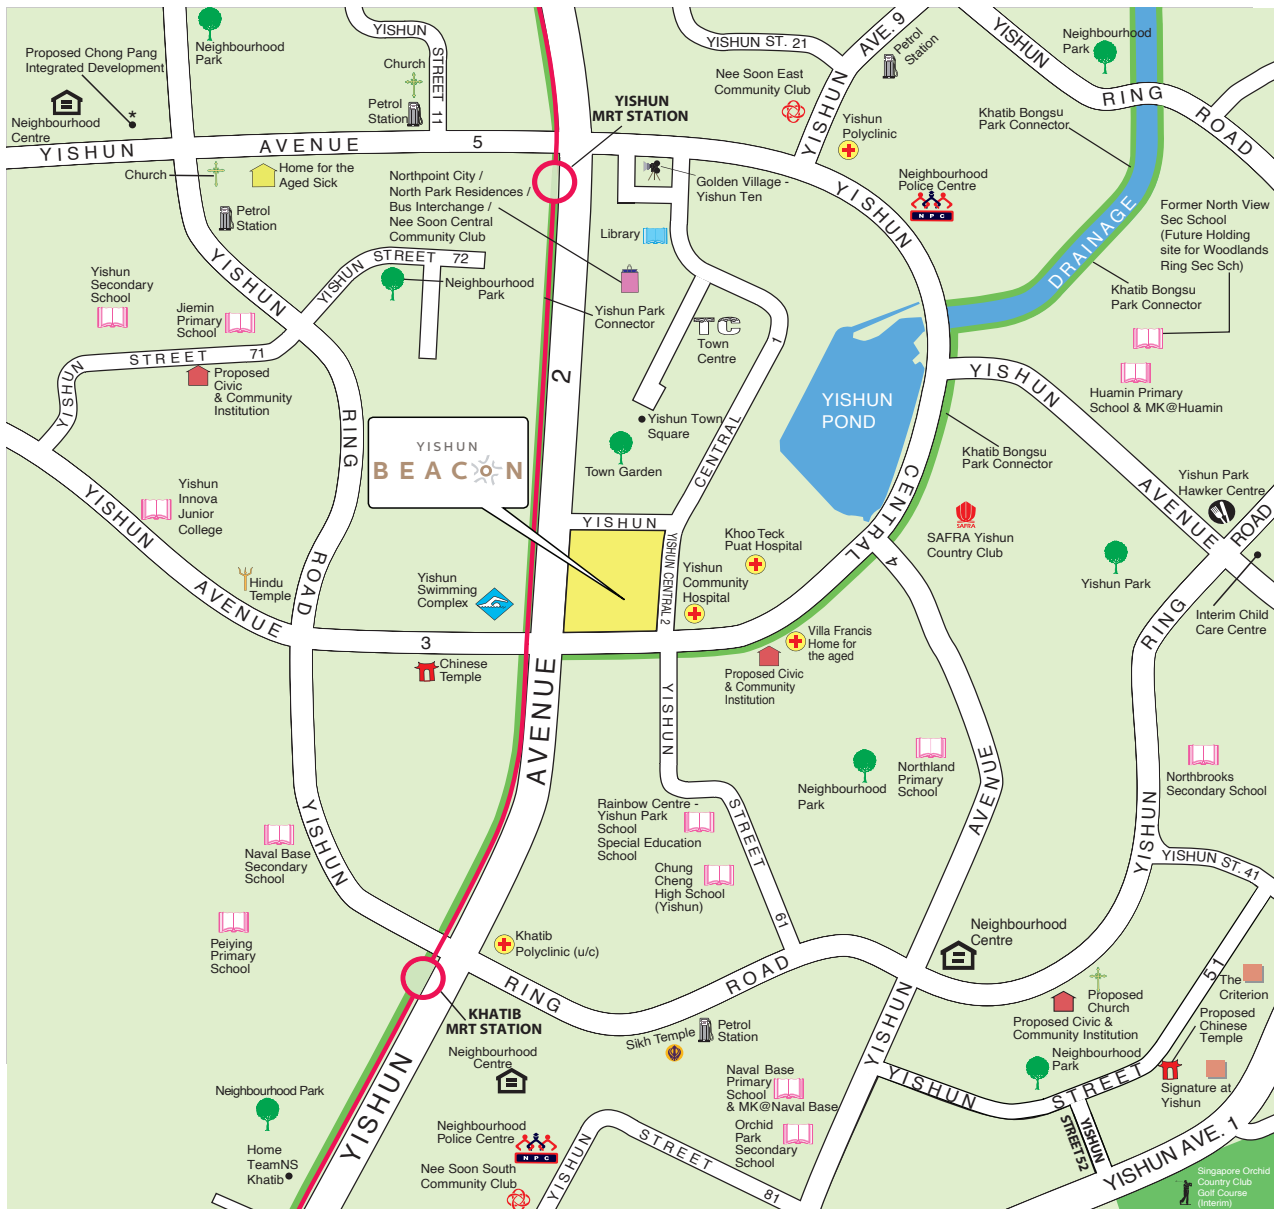 Proposed Chong Pang
Integrated Development
Neighbourhood
Centre
*
Neighbourhood
Park
YISHUN
STREET 11
Church
Petrol
Station
YISHUN
MRT STATION
YISHUN ST. 21
YISHUN AVE. 9
Petrol
Station
Nee Soon East
Community Club
Yishun
Polyclinic
YISHUN RING ROAD
Neighbourhood
Park
Khatib Bongsu
Park Connector
YISHUN AVENUE 5
Church
Home for the
Aged Sick
Petrol
Station
Northpoint City /
North Park Residences /
Bus Interchange /
Nee Soon Central
Community Club
Golden Village -
Yishun Ten
Library
Neighbourhood
Police Centre
NPC
Former North View
Sec School
(Future Holding
site for Woodlands
Ring Sec Sch)
DRAINAGE
Khatib Bongsu
Park Connector
YISHUN STREET 72
Neighbourhood
Park
Yishun
Secondary
School
Jiemin
Primary
School
YISHUN STREET 71
Proposed
Civic
& Community
Institution
YISHUN RING ROAD
Yishun Park
Connector
TC
Town
Centre
Yishun Town
Square
Town Garden
YISHUN CENTRAL 1
YISHUN
POND
YISHUN CENTRAL
Huamin Primary
School & MK@Huamin
Khatib Bongsu
Park Connector
YISHUN AVENUE
Yishun Park
Hawker Centre
ROAD
YISHUN
BEACON
Yishun
Innova
Junior
College
YISHUN AVENUE 3
Hindu
Temple
Yishun
Swimming
Complex
Chinese
Temple
YISHUN CENTRAL 2
Khoo Teck
Puat Hospital
Yishun
Community
Hospital
SAFRA
SAFRA Yishun
Country Club
Yishun Park
Interim Child
Care Centre
Villa Francis
Home for
the aged
Proposed Civic
& Community
Institution
YISHUN AVENUE 2
YISHUN STREET 61
YISHUN AVENUE 4
YISHUN RING
Neighbourhood
Park
Northland
Primary
School
Northbrooks
Secondary School
Rainbow Centre -
Yishun Park
School
Special Education
School
Chung
Cheng
High School
(Yishun)
Naval Base
Secondary
School
YISHUN
Peiying
Primary
School
Khatib
Polyclinic (u/c)
KHATIB
MRT STATION
RING ROAD
YISHUN ST. 41
Neighbourhood
Centre
Proposed
Church
Proposed Civic &
Community Institution
The
Criterion
Proposed
Chinese
Temple
Signature at
Yishun
Neighbourhood
Park
YISHUN STREET 51
YISHUN
STREET 52
YISHUN AVE. 1
Sikh Temple
Petrol
Station
Neighbourhood
Centre
Neighbourhood Park
Home
TeamNS
Khatib
Neighbourhood
Police Centre
NPC
Nee Soon South
Community Club
YISHUN STREET 81
Naval Base
Primary
School
& MK@Naval Base
Orchid
Park
Secondary
School
Singapore Orchid
Country Club
Golf Course
(Interim)